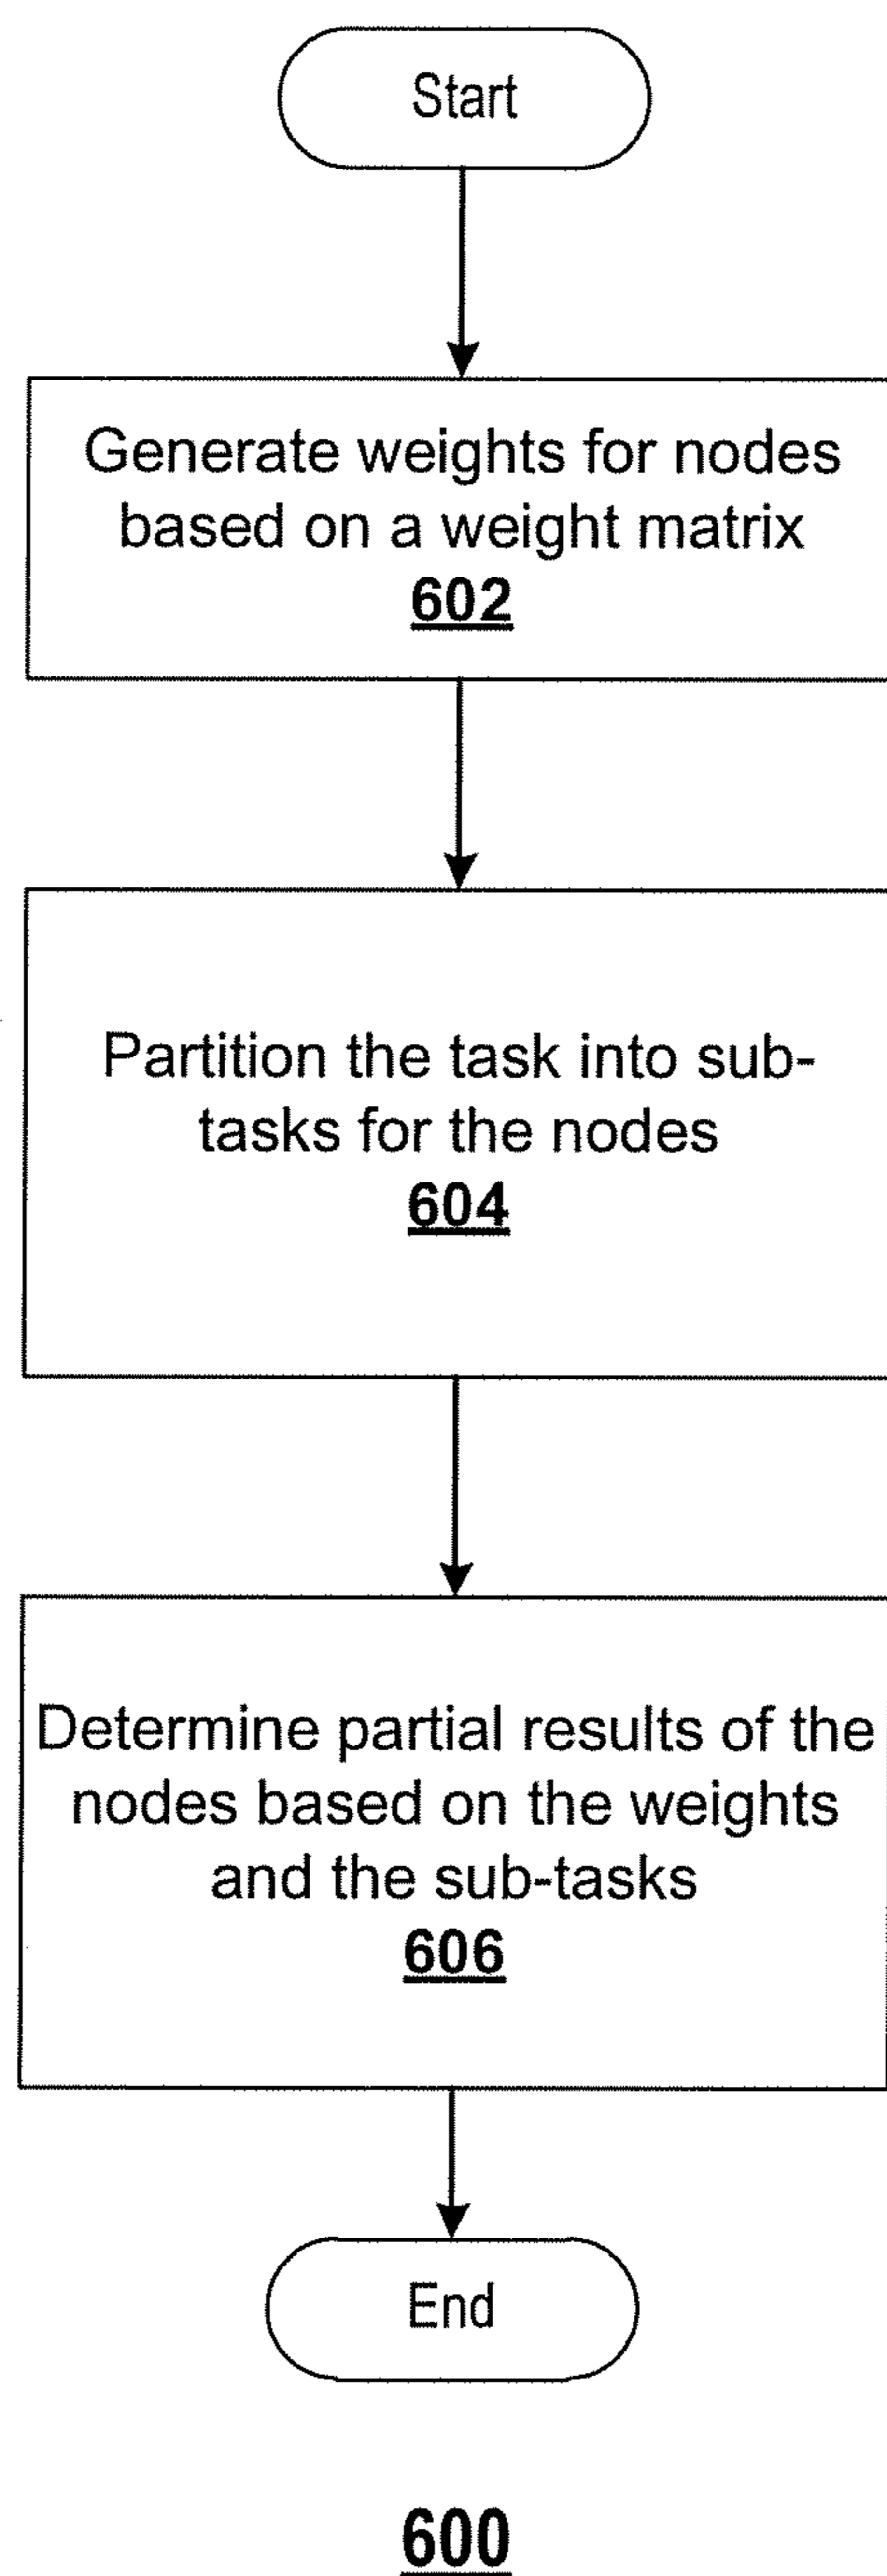 Start
Generate weights for nodes
based on a weight matrix
602
Partition the task into sub-
tasks for the nodes
604
Determine partial results of the
nodes based on the weights
and the sub-tasks
606
End
600